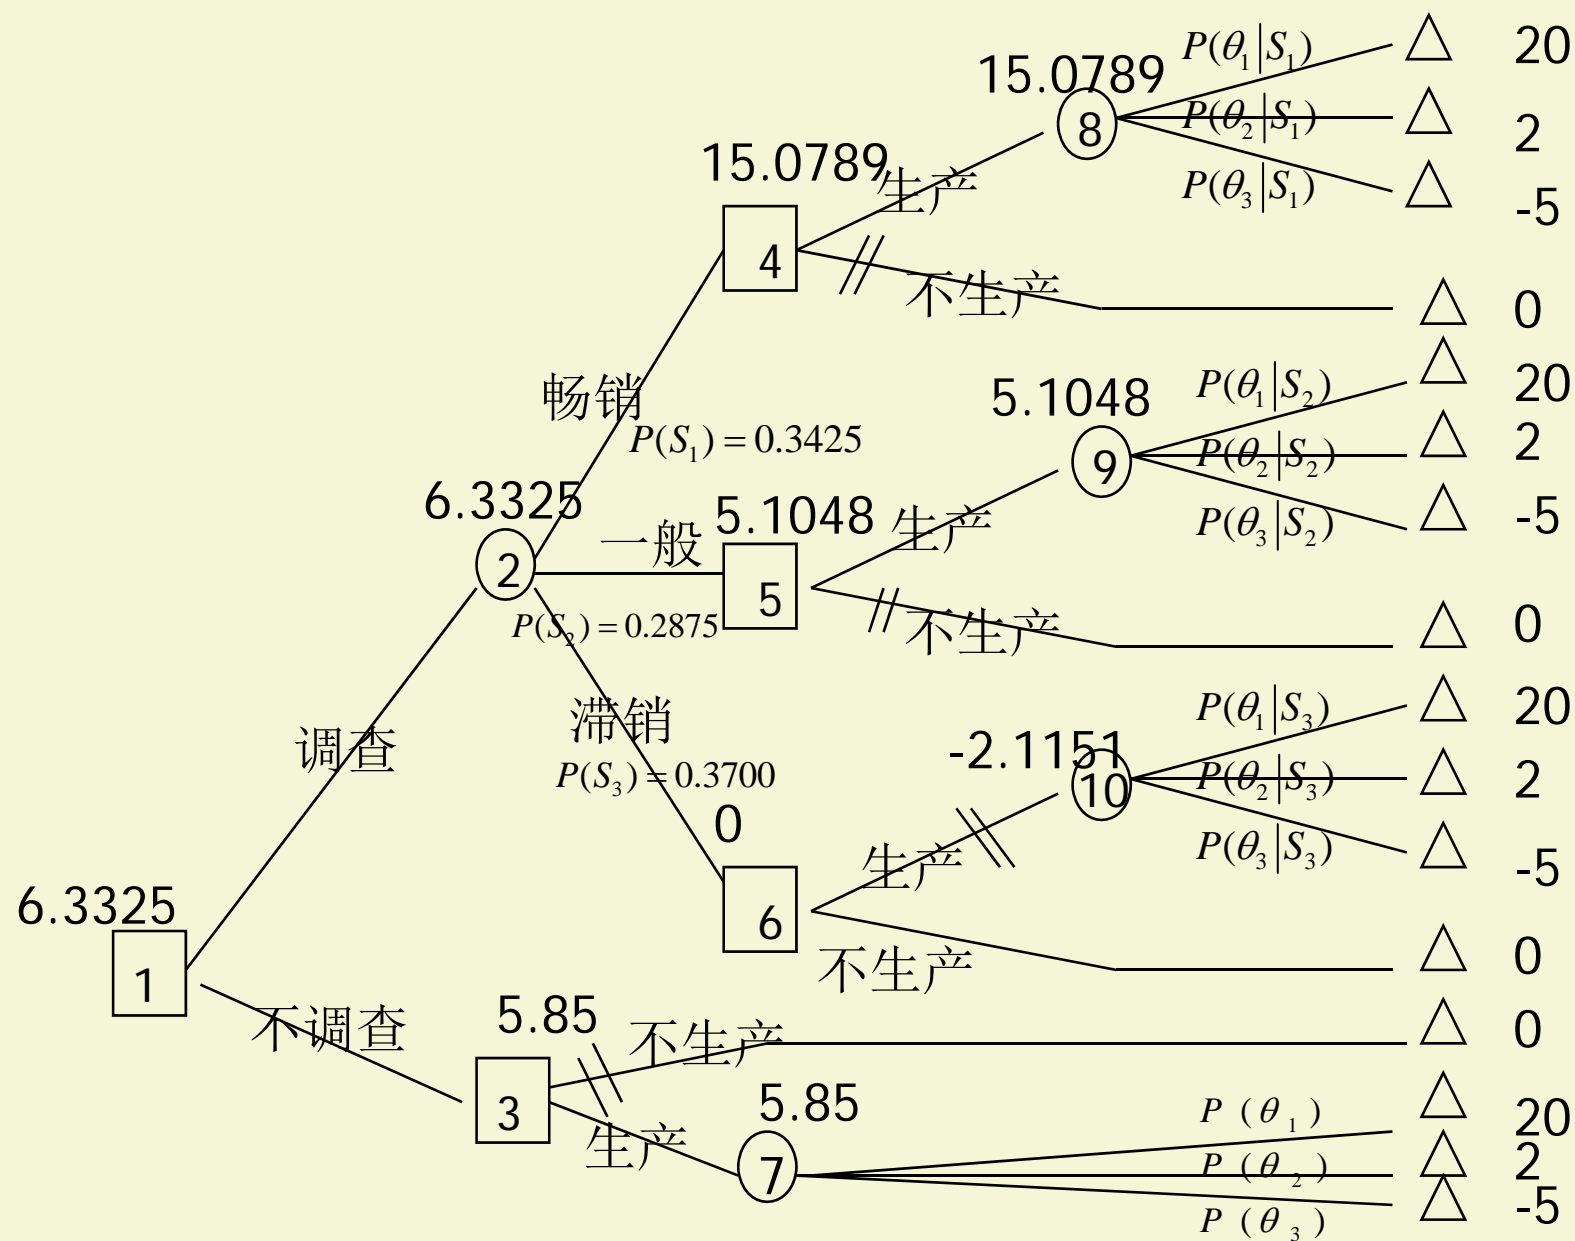 P(θ1|S1)
20
15.0789
8
P(θ2|S1)
2
15.0789
生产
P(θ3|S1)
-5
4
不生产
0
畅销
P(S1) = 0.3425
5.1048
9
P(θ1|S2)
20
P(θ2|S2)
2
6.3325
2
一般
5.1048
生产
P(θ3|S2)
-5
5
P(S2) = 0.2875
不生产
0
调查
滞销
P(S3) = 0.3700
-2.1151
10
P(θ1|S3)
20
P(θ2|S3)
2
0
生产
P(θ3|S3)
-5
6.3325
6
1
不生产
0
不调查
5.85
不生产
0
3
5.85
P (θ1)
20
生产
7
P (θ2)
2
P (θ3)
-5